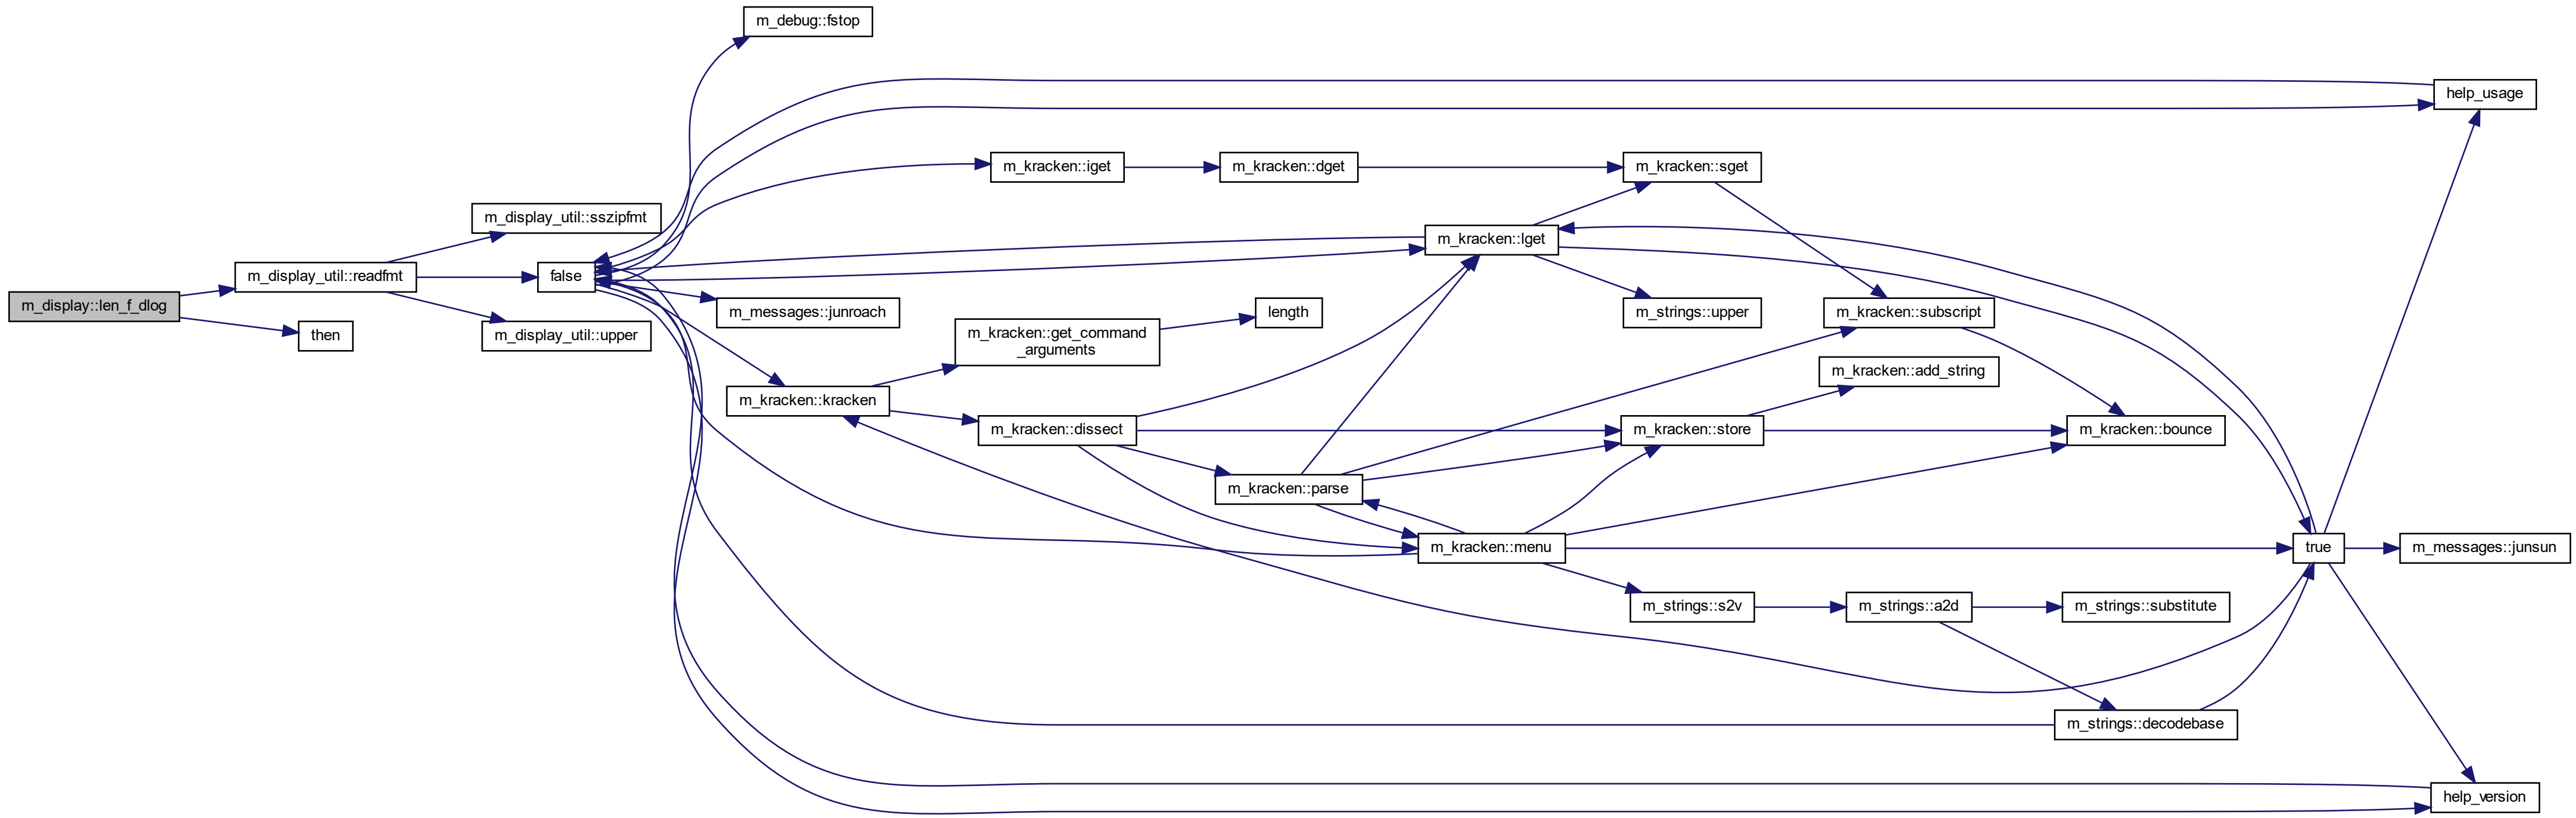 m_debug::fstop
help_usage
m_kracken::iget
m_kracken::dget
m_kracken::sget
m_display_util::sszipfmt
m_kracken::lget
m_display_util::readfmt
false
m_display::len_f_dlog
m_messages::junroach
length
m_strings::upper
m_kracken::subscript
then
m_display_util::upper
m_kracken::get_command
_arguments
m_kracken::add_string
m_kracken::kracken
m_kracken::dissect
m_kracken::store
m_kracken::bounce
m_kracken::parse
m_kracken::menu
true
m_messages::junsun
m_strings::s2v
m_strings::a2d
m_strings::substitute
m_strings::decodebase
help_version